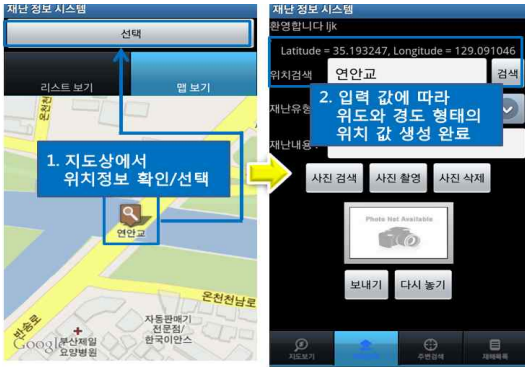 재난 정보 시스템
선택
리스트 보기
맵 보기
온천천
1. 지도상에서
위치정보 확인/선택
연안교
온천천남로
반송로
자동판매기
전문점/
한국이안스
Google
부산제일
요양병원
재난 정보 시스템
환영합니다 ljk
Latitude = 35.193247, Longitude = 129.091046
위치검색
연안교
검색
재난유형
2. 입력 값에 따라
위도와 경도 형태의
위치 값 생성 완료
재난내용 :
사진 검색
사진 촬영
사진 삭제
Photo Not Available
보내기
다시 놓기
지도보기
주변검색
재해목록